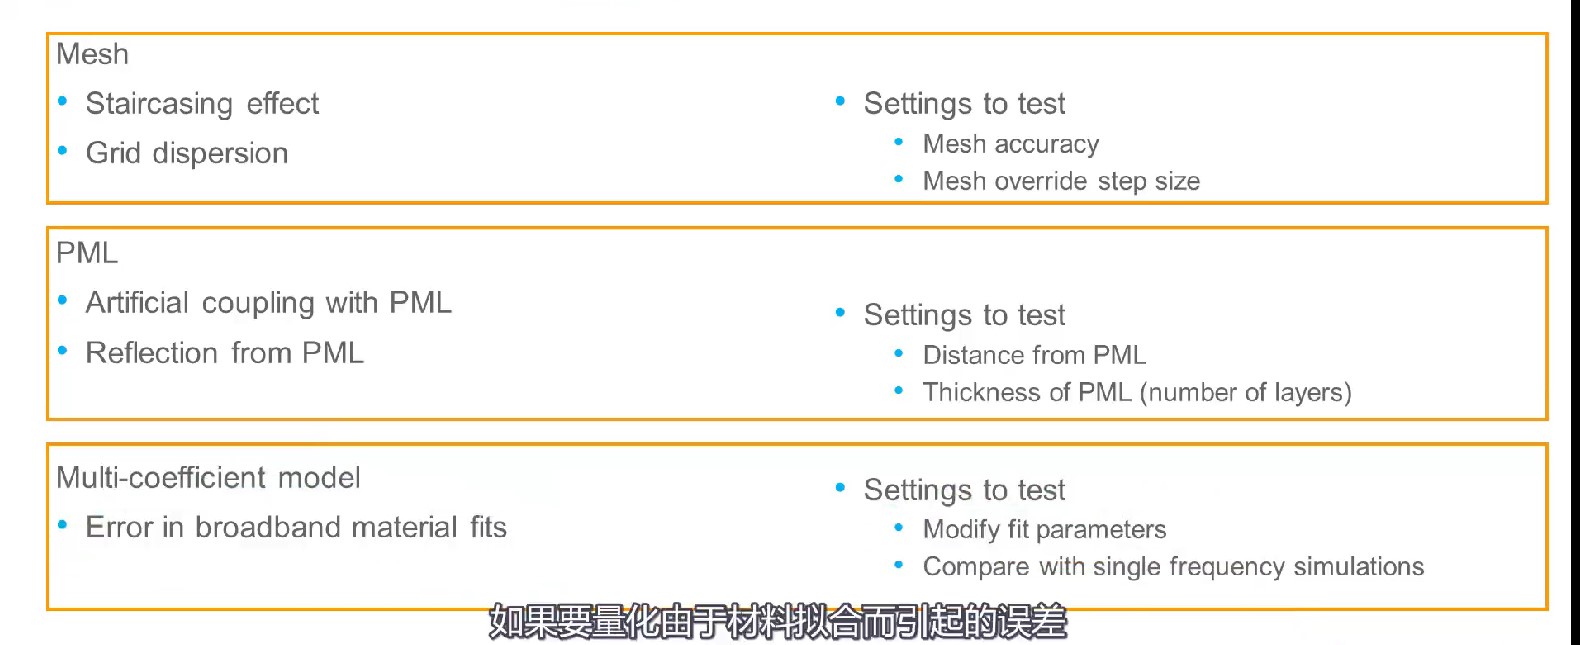 Mesh
Staircasing effect
Grid dispersion
Settings to test
Mesh accuracy
Mesh override step size
PML
Artificial coupling with PML
Reflection from PML
Settings to test
Distance from PML
Thickness of PML (number of layers)
Multi-coefficient model
Error in broadband material fits
Settings to test
Modify fit parameters
Compare with single frequency simulations
如果要量化由于材料拟合而引起的误差